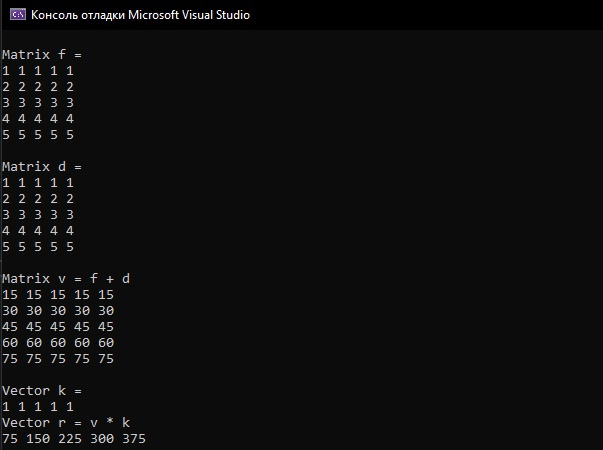 C:\ Консоль отладки Microsoft Visual Studio
Matrix f =
1 1 1 1 1
2 2 2 2 2
3 3 3 3 3
4 4 4 4 4
5 5 5 5 5
Matrix d =
1 1 1 1 1
2 2 2 2 2
3 3 3 3 3
4 4 4 4 4
5 5 5 5 5
Matrix v = f + d
15 15 15 15 15
30 30 30 30 30
45 45 45 45 45
60 60 60 60 60
75 75 75 75 75
Vector k =
1 1 1 1 1
Vector r = v * k
75 150 225 300 375